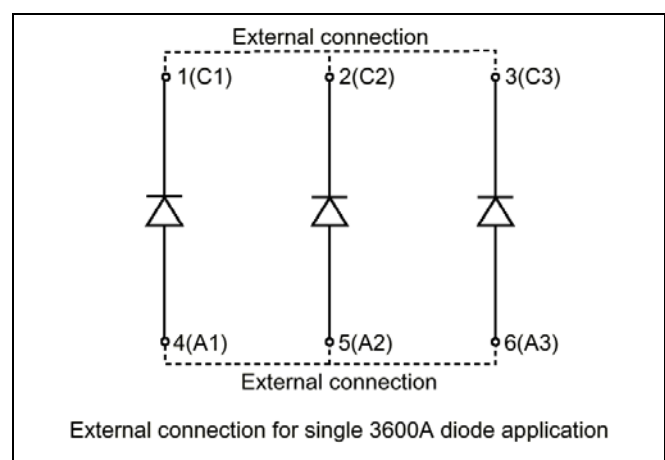 External connection
1(C1) 2(C2) 3(C3)
4(A1) 5(A2) 6(A3)
External connection
External connection for single 3600A diode application